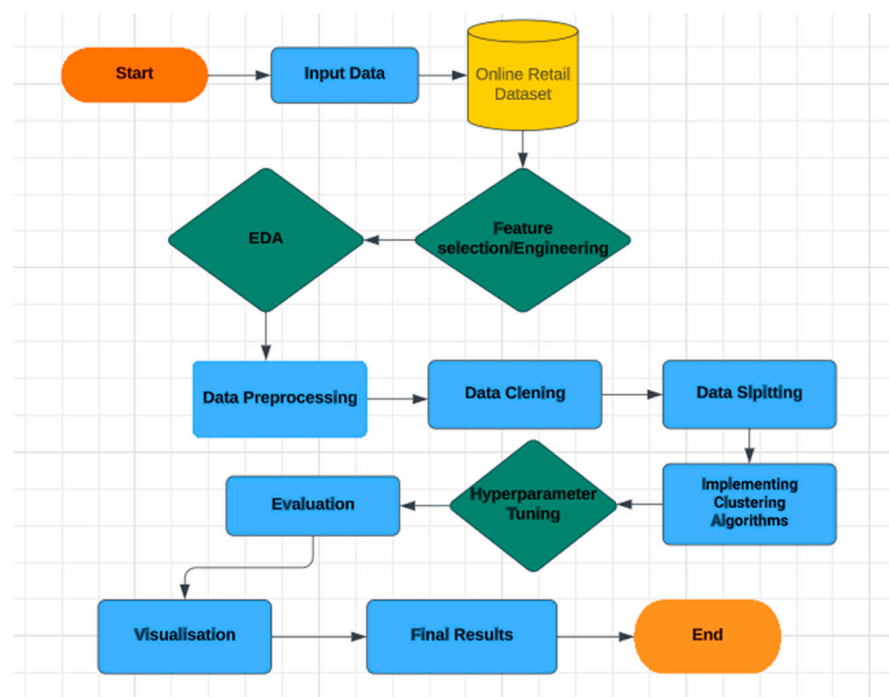 Start
Input Data
Online Retail
Dataset
EDA
Feature
selection/Engineering
Data Preprocessing
Data Clening
Data Slpitting
Evaluation
Hyperparameter
Tuning
Implementing
Clustering
Algorithms
Visualisation
Final Results
End